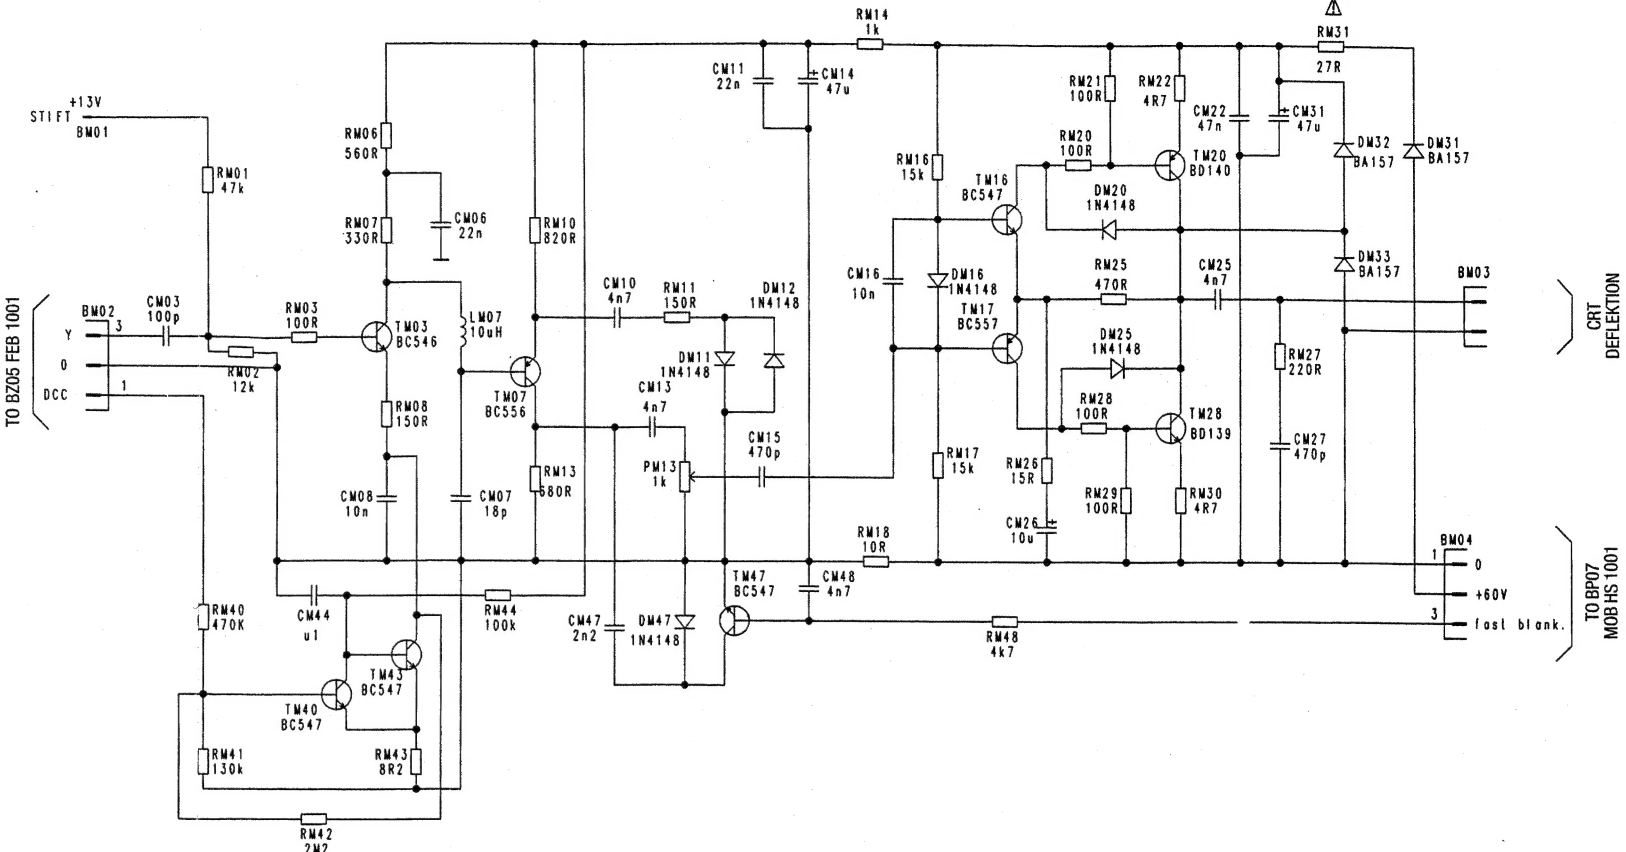 RM14
1k
RM31
27R
+13V
STIFT
BM01
RM01
47k
RM06
560R
RM07
330R
CM06
22n
RM10
820R
CM11
22n
CM14
47u
RM21
100R
RM22
4R7
CM22
47n
CM31
47u
DM32
BA157
DM31
BA157
RM16
15k
RM20
100R
TM20
BD140
TM16
BC547
DM20
1N4148
DM33
BA157
CM16
10n
DM16
1N4148
RM25
470R
CM25
4n7
BM03
CRT
DEFLEKTION
TO BZ05 FEB 1001
BM02
Y
3
0
DCC
1
CM03
100p
RM02
12k
RM03
100R
TM03
BC546
LM07
10uH
CM10
4n7
RM11
150R
DM12
1N4148
DM11
1N4148
TM17
BC557
DM25
1N4148
RM27
220R
RM08
150R
TM07
BC556
CM13
4n7
RM28
100R
TM28
BD139
CM15
470p
PM13
1k
RM13
680R
CM08
10n
CM07
18p
RM17
15k
RM26
15R
RM29
100R
RM30
4R7
CM27
470p
CM26
10u
RM18
10R
BM04
1
0
+60V
3
fast blank.
TO BP07
MOB HS 1001
RM40
470K
CM44
u1
RM44
100k
CM47
2n2
DM47
1N4148
TM47
BC547
CM48
4n7
RM48
4k7
TM43
BC547
TM40
BC547
RM41
130k
RM43
8R2
RM42
2M2